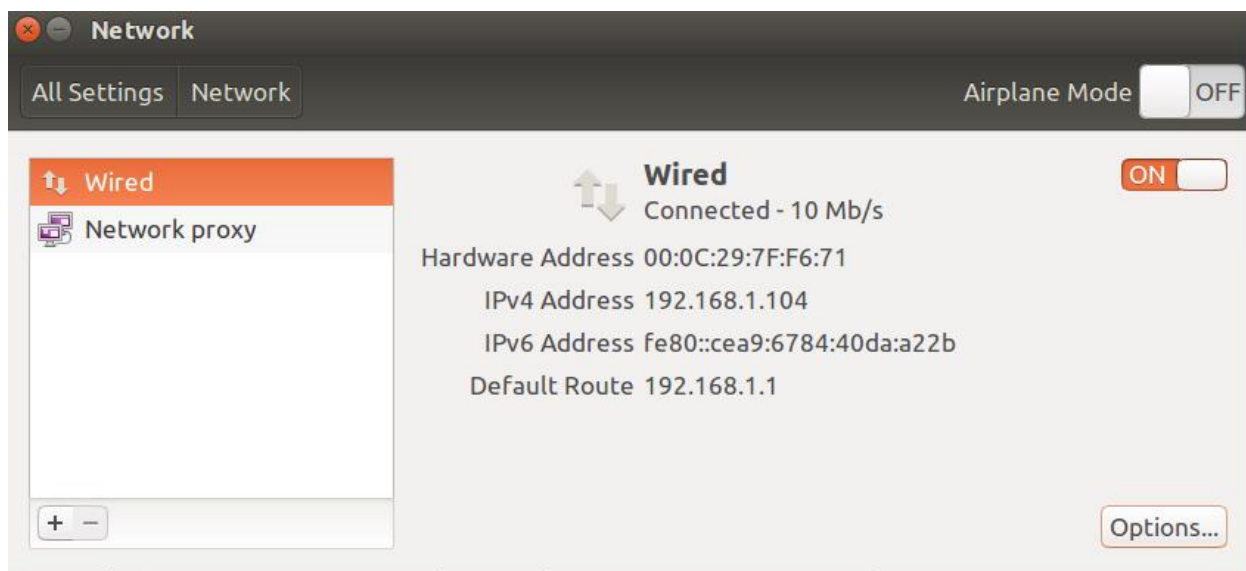 Network
All Settings Network
Airplane Mode OFF
Wired
Network proxy
+ −
Wired
ON
Connected - 10 Mb/s
Hardware Address 00:0C:29:7F:F6:71
IPv4 Address 192.168.1.104
IPv6 Address fe80::cea9:6784:40da:a22b
Default Route 192.168.1.1
Options...